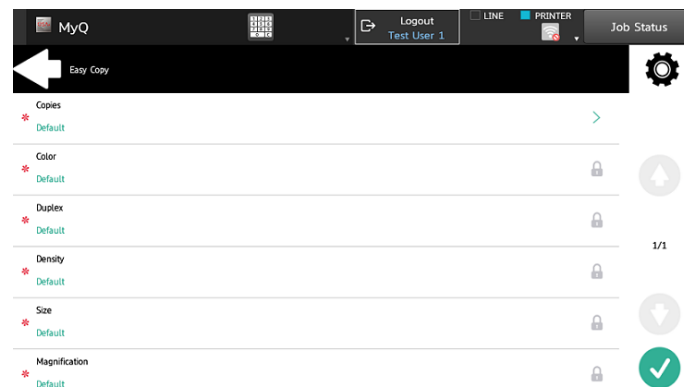 MyQ
Logout
Test User 1
LINE
PRINTER
Job Status
Easy Copy
Copies
Default
Color
Default
Duplex
Default
Density
Default
1/1
Size
Default
Magnification
Default